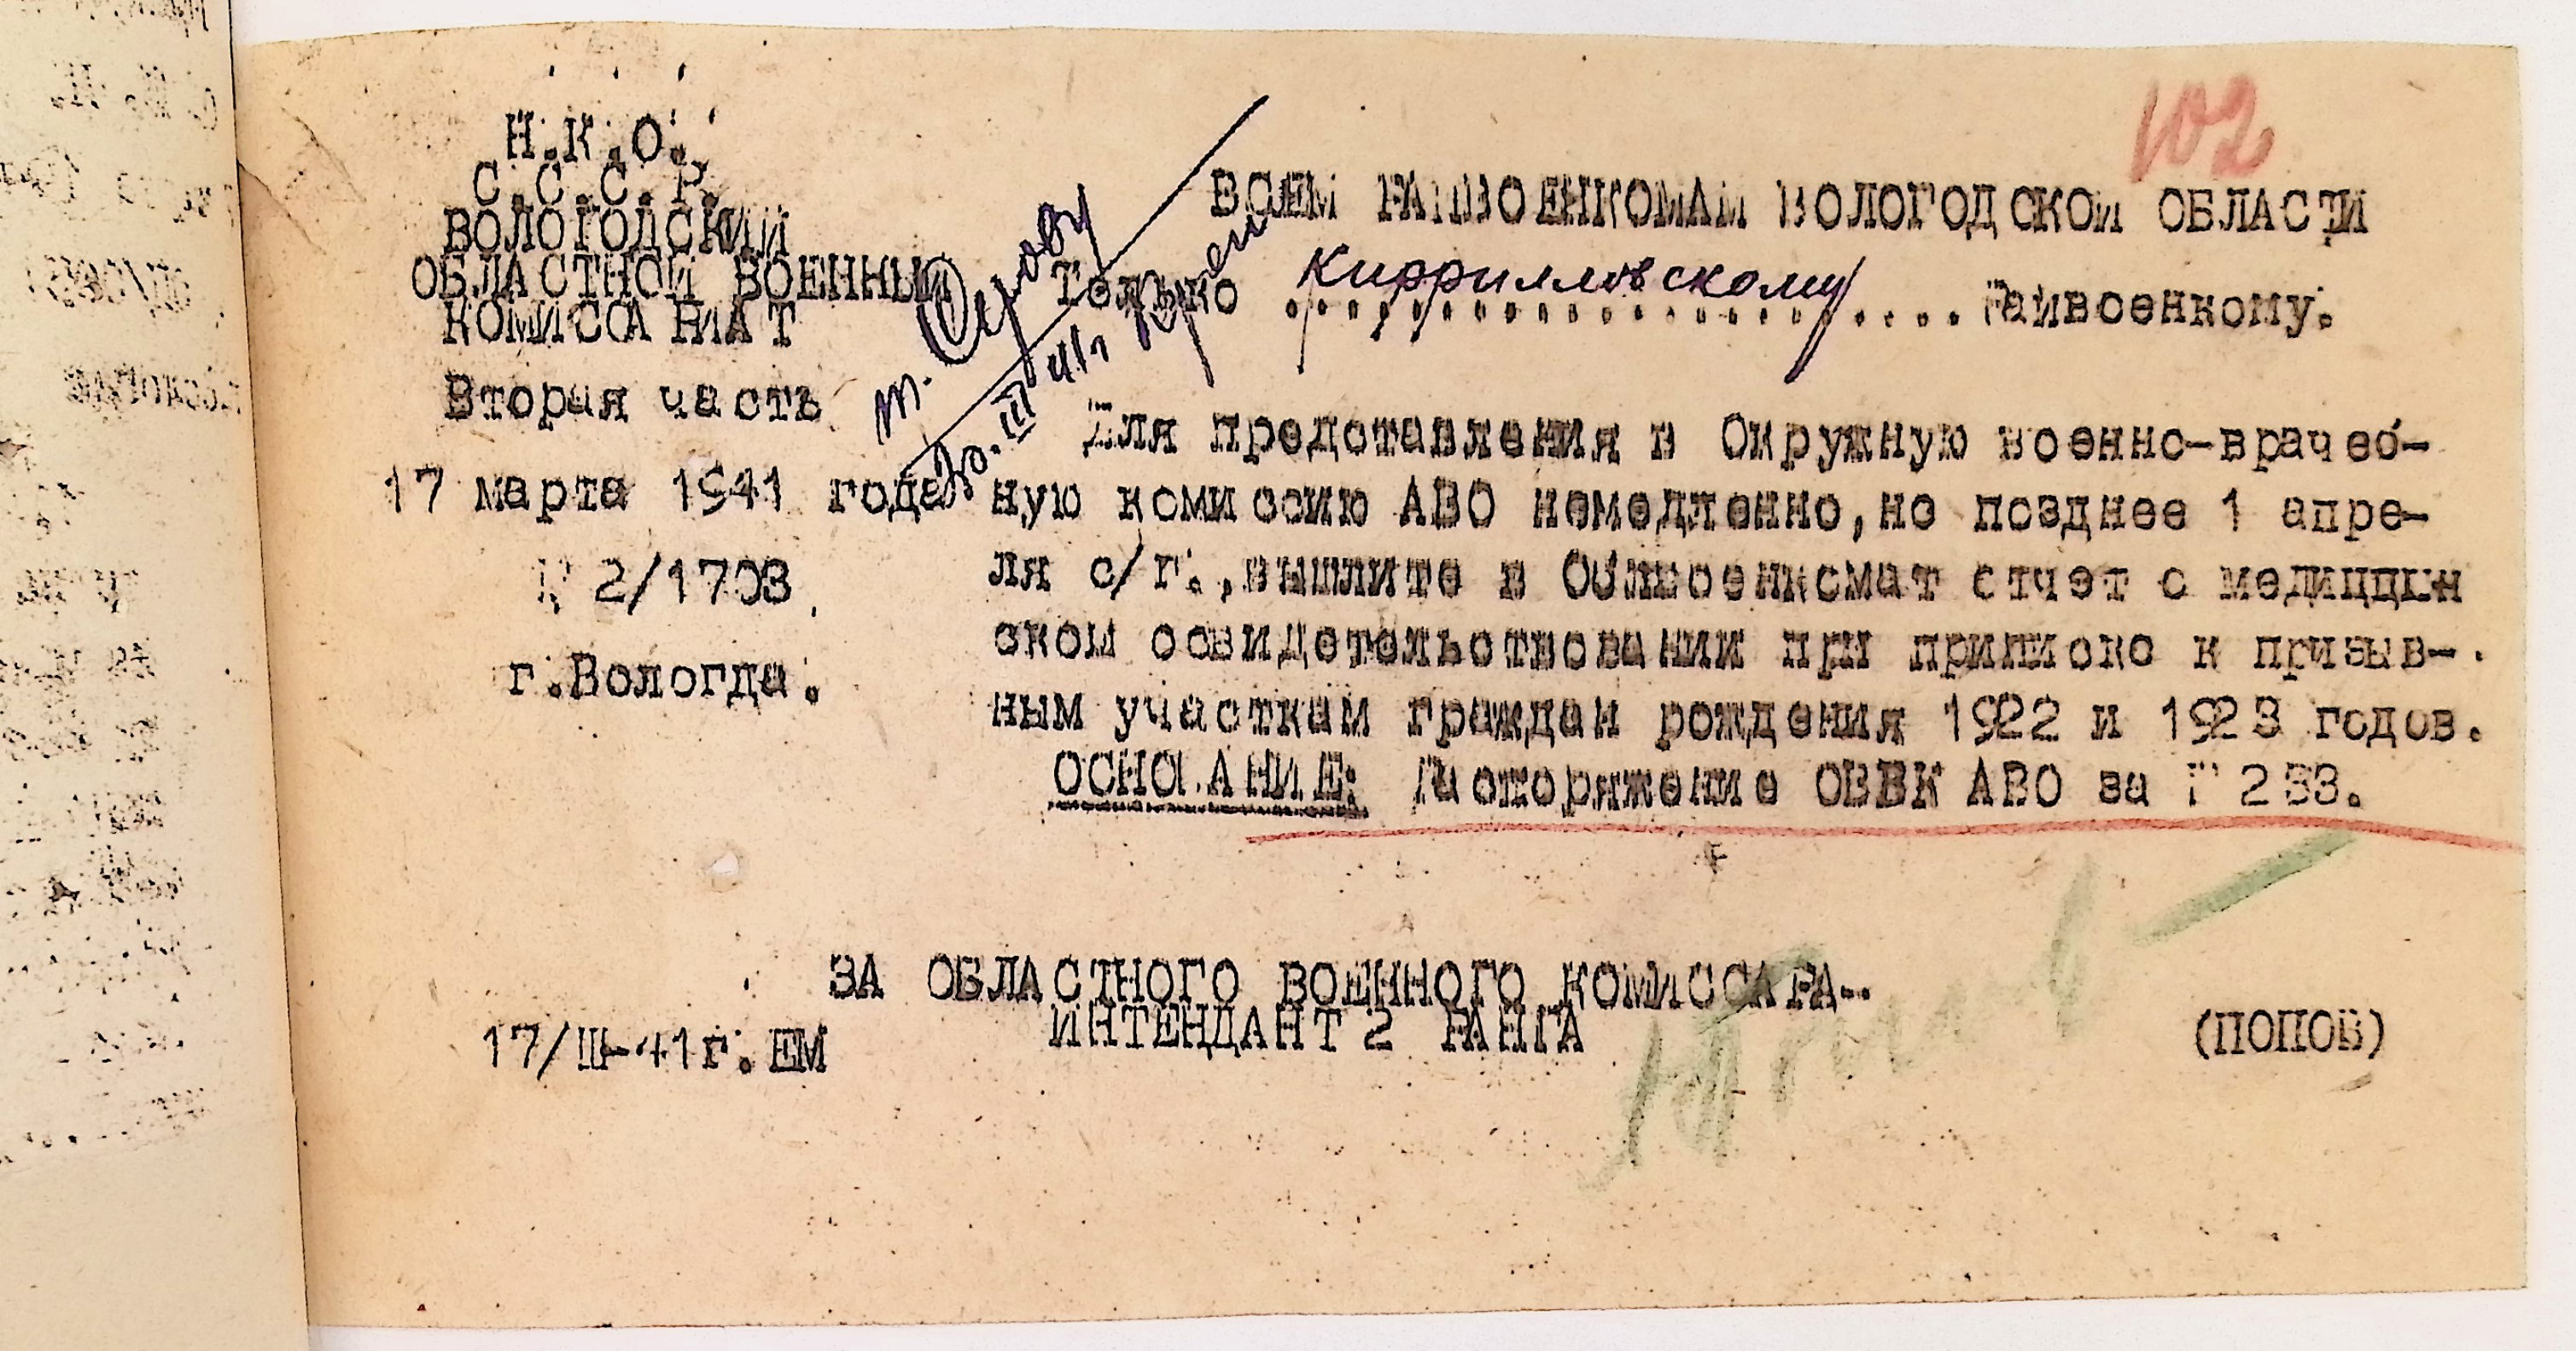 102
Н.К.О.
С.С.С.Р.
ВОЛОГОДСКИЙ
ОБЛАСТНОЙ ВОЕННЫЙ
КОМИССАРИАТ
Вторая часть
17 марта 1941 года
№ 2/1703
г.Вологда.
ВСЕМ РАЙВОЕНКОМАМ ВОЛОГОДСКОЙ ОБЛАСТИ
Только Кирриловскому Райвоенкому.
Для представления в Окружную военно-врачеб-
ную комиссию АВО немедленно,не позднее 1 апре-
ля с/г.,вышлите в Облвоенкомат отчет о медицин
ском освидетельствовании при приписке к призыв-
ным участкам граждан рождения 1922 и 1923 годов.
ОСНОВАНИЕ: Распоряжение ОВВК АВО за № 233.
ЗА ОБЛАСТНОГО ВОЕННОГО КОМИССАРА-
ИНТЕНДАНТ 2 РАНГА
(ПОПОВ)
17/III-41г. ЕМ